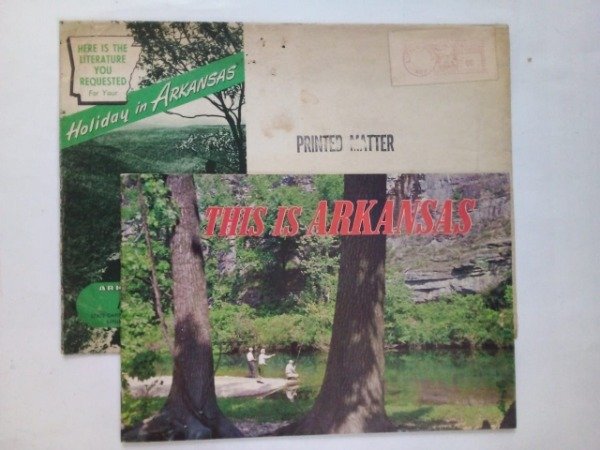 HERE IS THE
LITERATURE
YOU
REQUESTED
For Your
Holiday in ARKANSAS
PRINTED MATTER
THIS IS ARKANSAS